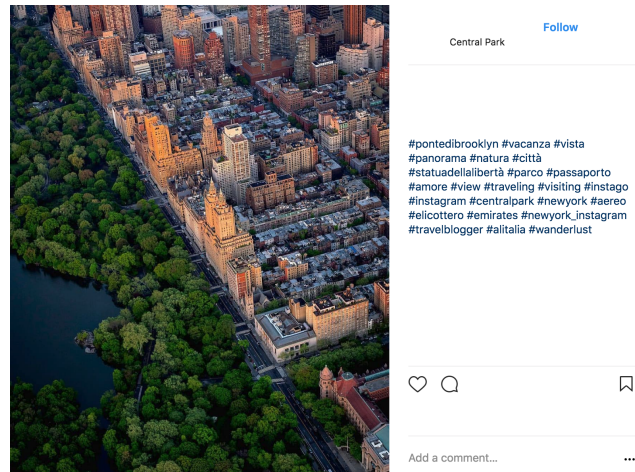 Follow
Central Park
#pontedibrooklyn #vacanza #vista
#panorama #natura #città
#statuadellalibertà #parco #passaporto
#amore #view #traveling #visiting #instago
#instagram #centralpark #newyork #aereo
#elicottero #emirates #newyork_instagram
#travelblogger #alitalia #wanderlust
Add a comment...